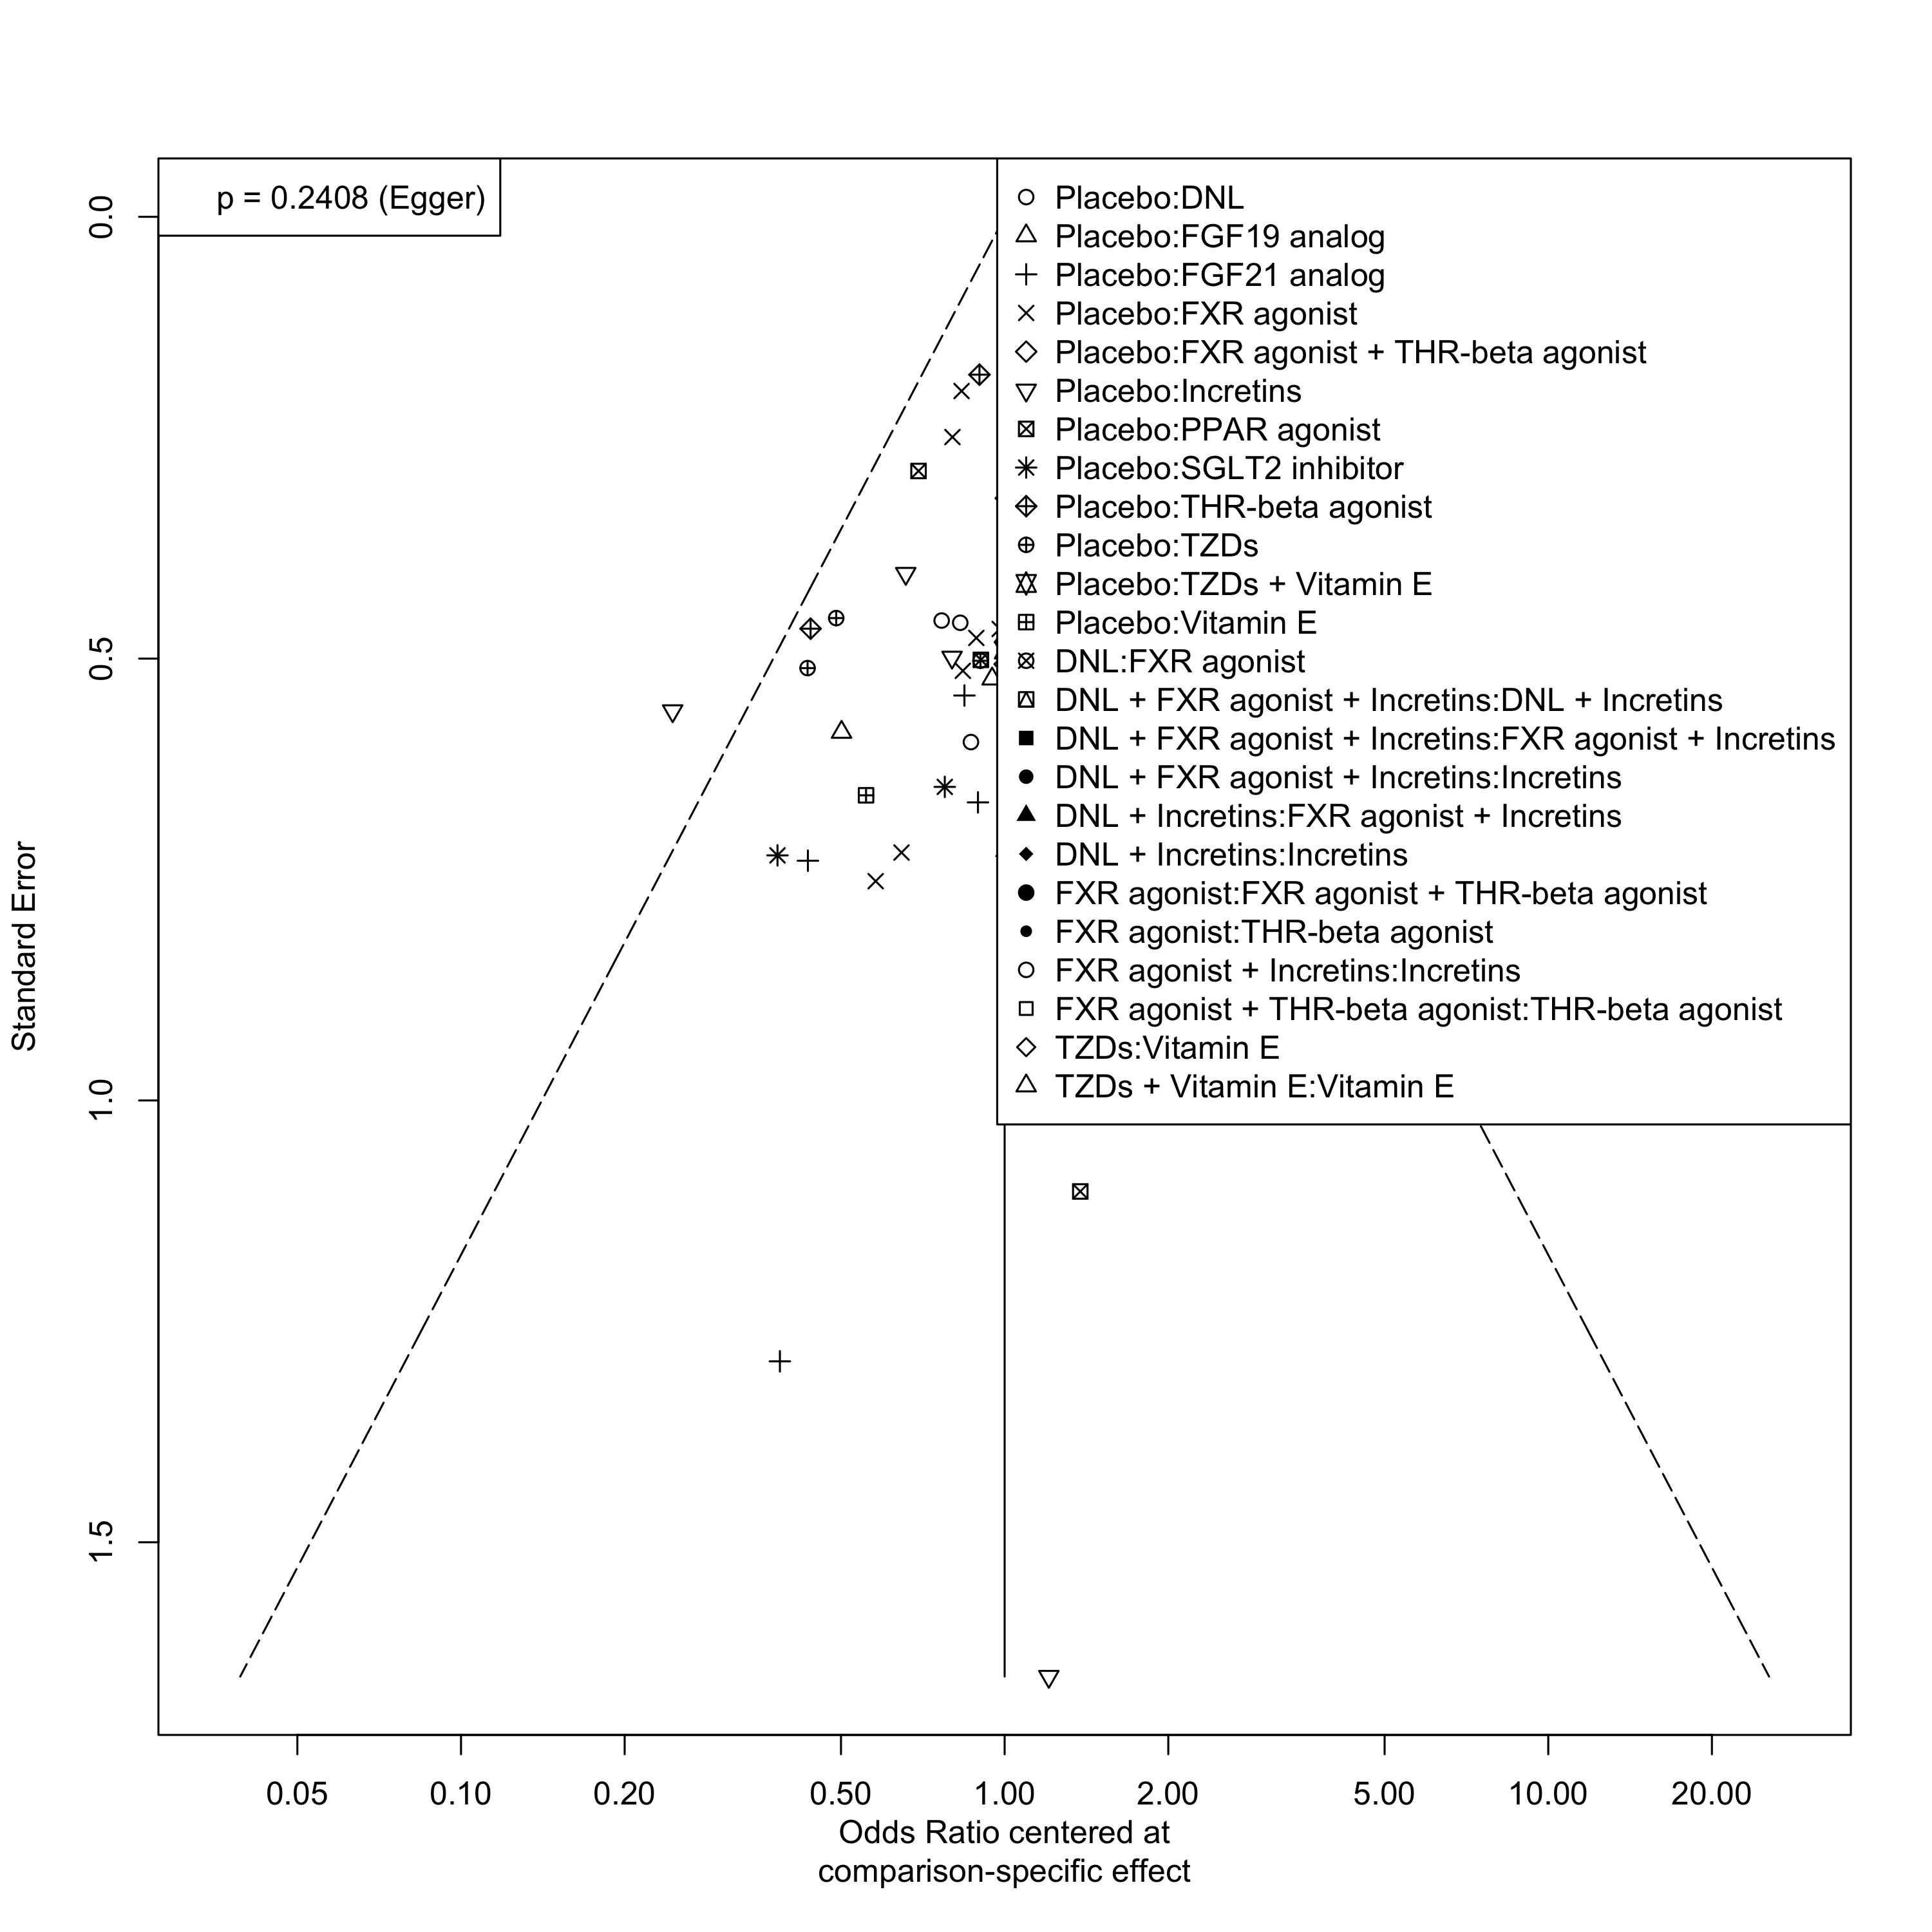 p = 0.2408 (Egger)
Placebo:DNL
Placebo:FGF19 analog
Placebo:FGF21 analog
Placebo:FXR agonist
Placebo:FXR agonist + THR-beta agonist
Placebo:Incretins
Placebo:PPAR agonist
Placebo:SGLT2 inhibitor
Placebo:THR-beta agonist
Placebo:TZDs
Placebo:TZDs + Vitamin E
Placebo:Vitamin E
DNL:FXR agonist
DNL + FXR agonist + Incretins:DNL + Incretins
DNL + FXR agonist + Incretins:FXR agonist + Incretins
DNL + FXR agonist + Incretins:Incretins
DNL + Incretins:FXR agonist + Incretins
DNL + Incretins:Incretins
FXR agonist:FXR agonist + THR-beta agonist
FXR agonist:THR-beta agonist
FXR agonist + Incretins:Incretins
FXR agonist + THR-beta agonist:THR-beta agonist
TZDs:Vitamin E
TZDs + Vitamin E:Vitamin E
Standard Error
0.0
0.5
1.0
1.5
0.05 0.10 0.20 0.50 1.00 2.00 5.00 10.00 20.00
Odds Ratio centered at
comparison-specific effect